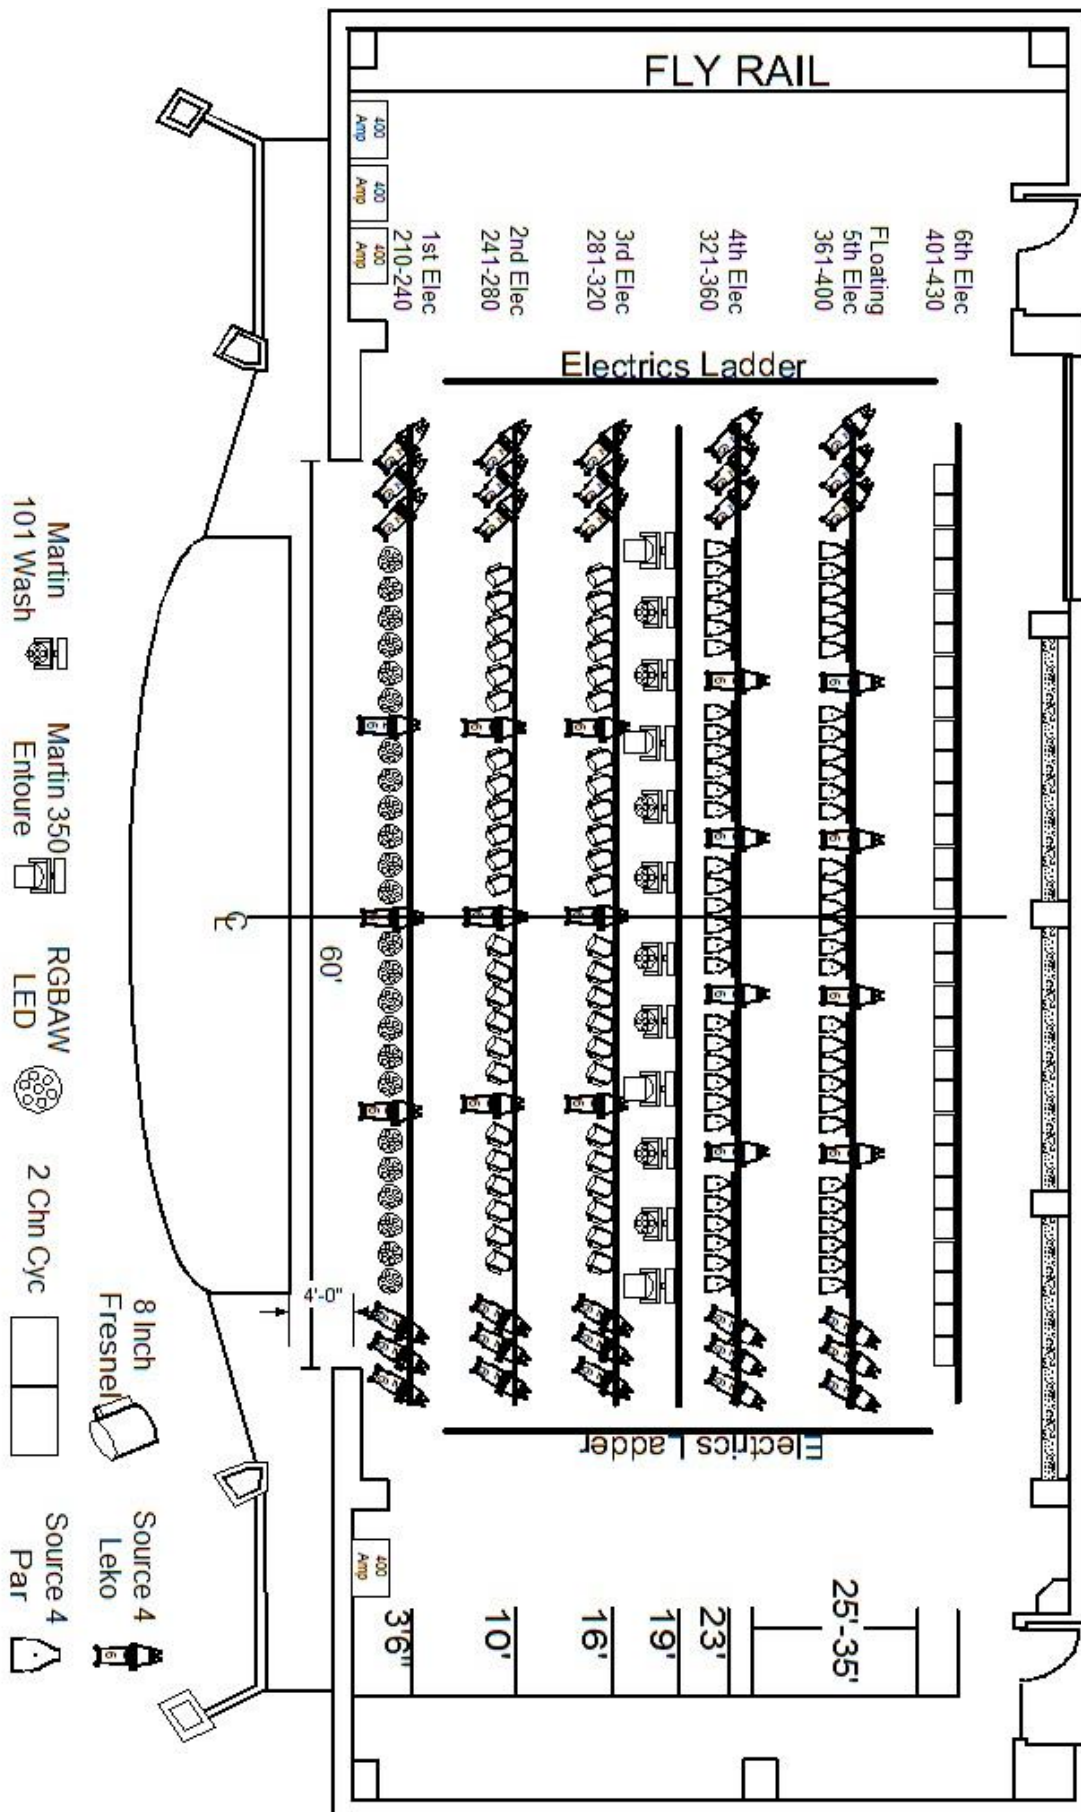 FLY RAIL
400
Amp
400
Amp
400
Amp
1st Elec
210-240
2nd Elec
241-280
3rd Elec
281-320
4th Elec
321-360
FLoating
5th Elec
361-400
6th Elec
401-430
Electrics Ladder
℄
60'
4'-0"
Electrics Ladder
400
Amp
3'6"
10'
16'
19'
23'
25'-35'
Martin
101 Wash
Martin 350
Entoure
RGBAW
LED
2 Chn Cyc
8 Inch
Fresnel
Source 4
Leko
Source 4
Par